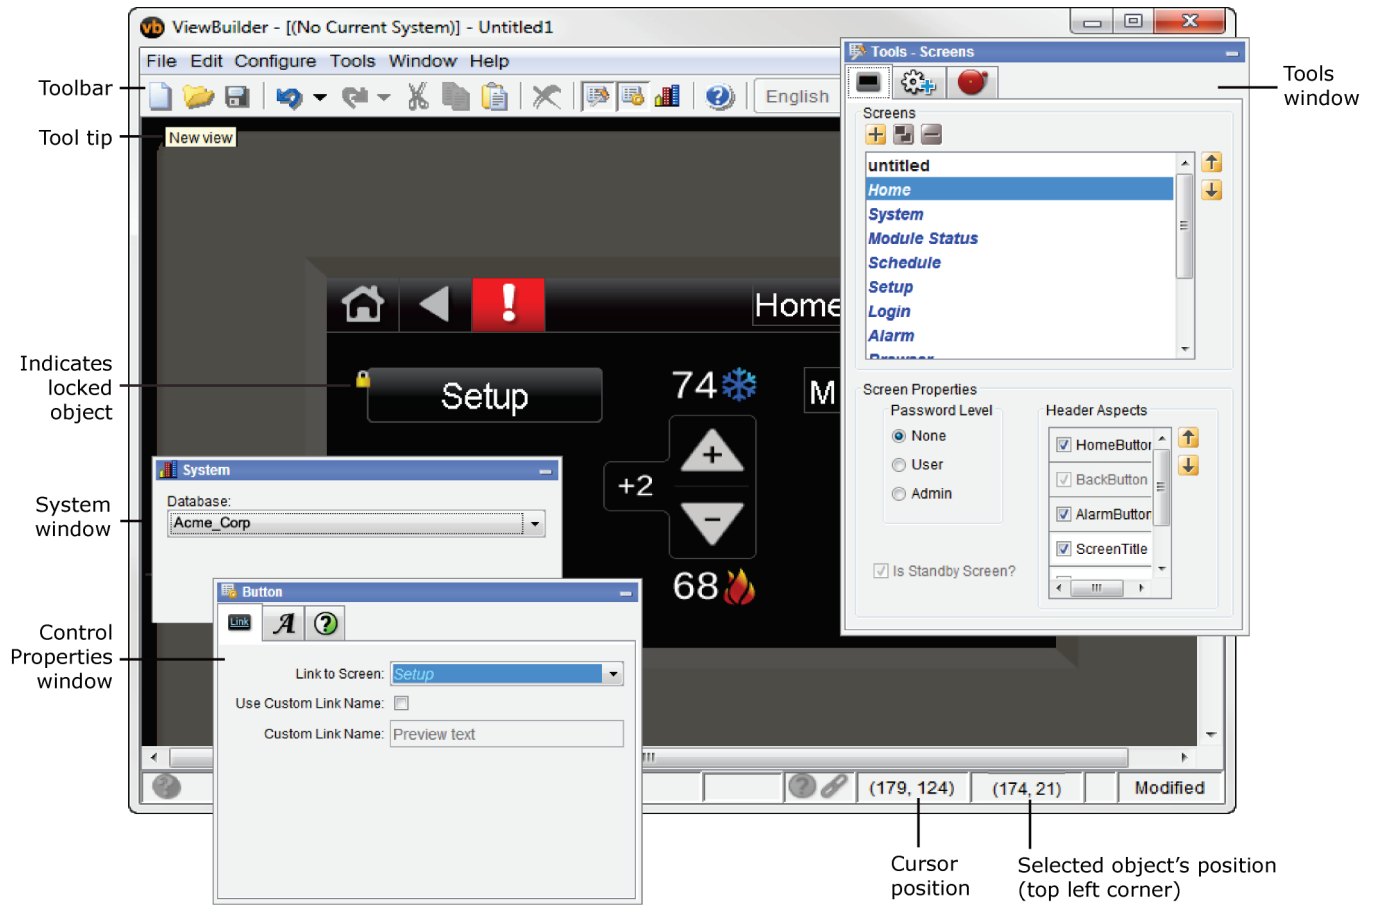 ViewBuilder - [(No Current System)] - Untitled1
File Edit Configure Tools Window Help
English
New view
Toolbar
Tool tip
Indicates
locked
object
System
window
Control
Properties
window
Tools
window
Tools - Screens
Screens
untitled
Home
System
Module Status
Schedule
Setup
Login
Alarm
Browser
Screen Properties
Password Level
None
User
Admin
Is Standby Screen?
Header Aspects
HomeButton
BackButton
AlarmButton
ScreenTitle
Home
Setup
74
M
+2
68
System
Database:
Acme_Corp
Button
Link
A
Link to Screen: Setup
Use Custom Link Name:
Custom Link Name: Preview text
(179, 124)
(174, 21)
Modified
Cursor
position
Selected object's position
(top left corner)